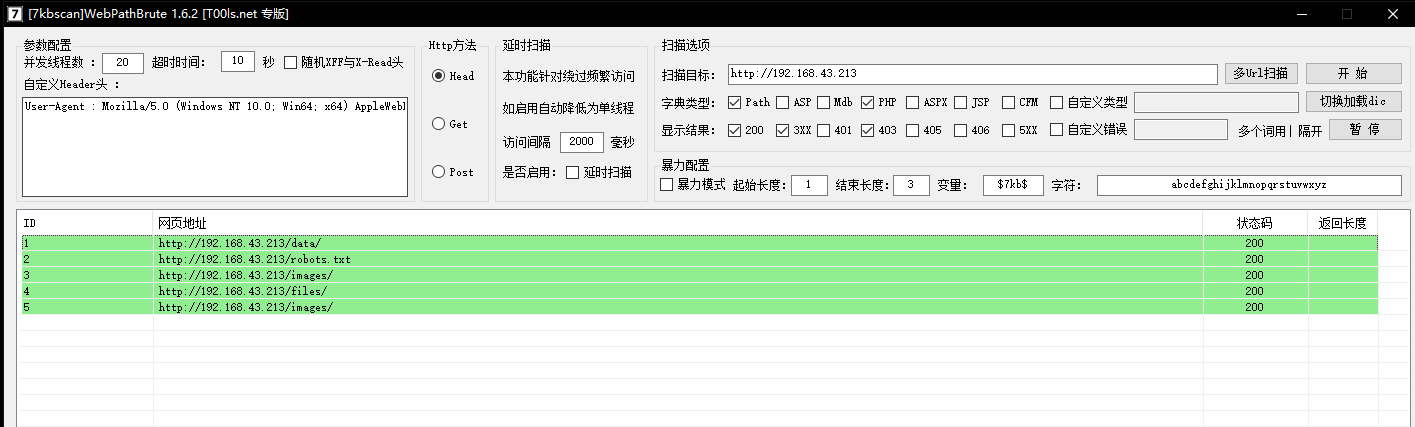 7 [7kbscan]WebPathBrute 1.6.2 [T00ls.net 专版]
参数配置
并发线程数 : 20 超时时间: 10 秒 随机XFF与X-Read头
自定义Header头 :
User-Agent : Mozilla/5.0 (Windows NT 10.0; Win64; x64) AppleWebl
Http方法
Head
Get
Post
延时扫描
本功能针对绕过频繁访问
如启用自动降低为单线程
访问间隔 2000 毫秒
是否启用: 延时扫描
扫描选项
扫描目标: http://192.168.43.213 多Url扫描 开 始
字典类型: Path ASP Mdb PHP ASPX JSP CFM 自定义类型 切换加载dic
显示结果: 200 3XX 401 403 405 406 5XX 自定义错误 多个词用| 隔开 暂 停
暴力配置
暴力模式 起始长度: 1 结束长度: 3 变量: $7kb$ 字符: abcdefghijklmnopqrstuvwxyz
ID 网页地址 状态码 返回长度
1 http://192.168.43.213/data/ 200
2 http://192.168.43.213/robots.txt 200
3 http://192.168.43.213/images/ 200
4 http://192.168.43.213/files/ 200
5 http://192.168.43.213/images/ 200